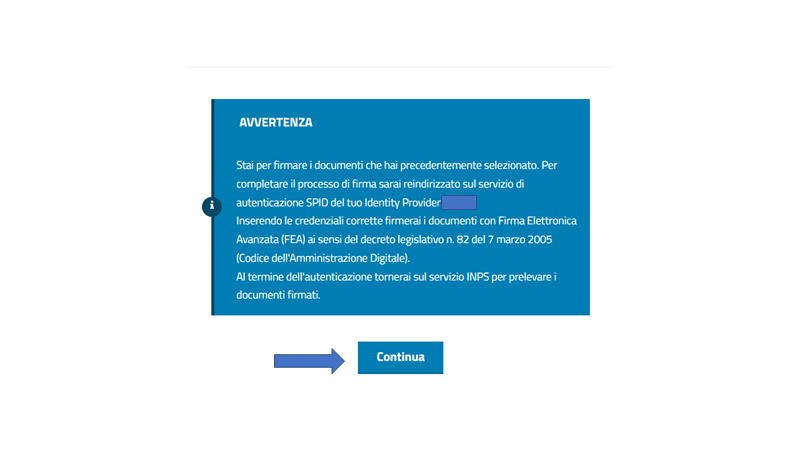 AVVERTENZA
Stai per firmare i documenti che hai precedentemente selezionato. Per
completare il processo di firma sarai reindirizzato sul servizio di
autenticazione SPID del tuo Identity Provider
Inserendo le credenziali corrette firmerai i documenti con Firma Elettronica
Avanzata (FEA) ai sensi del decreto legislativo n. 82 del 7 marzo 2005
(Codice dell'Amministrazione Digitale).
Al termine dell'autenticazione tornerai sul servizio INPS per prelevare i
documenti firmati.
Continua